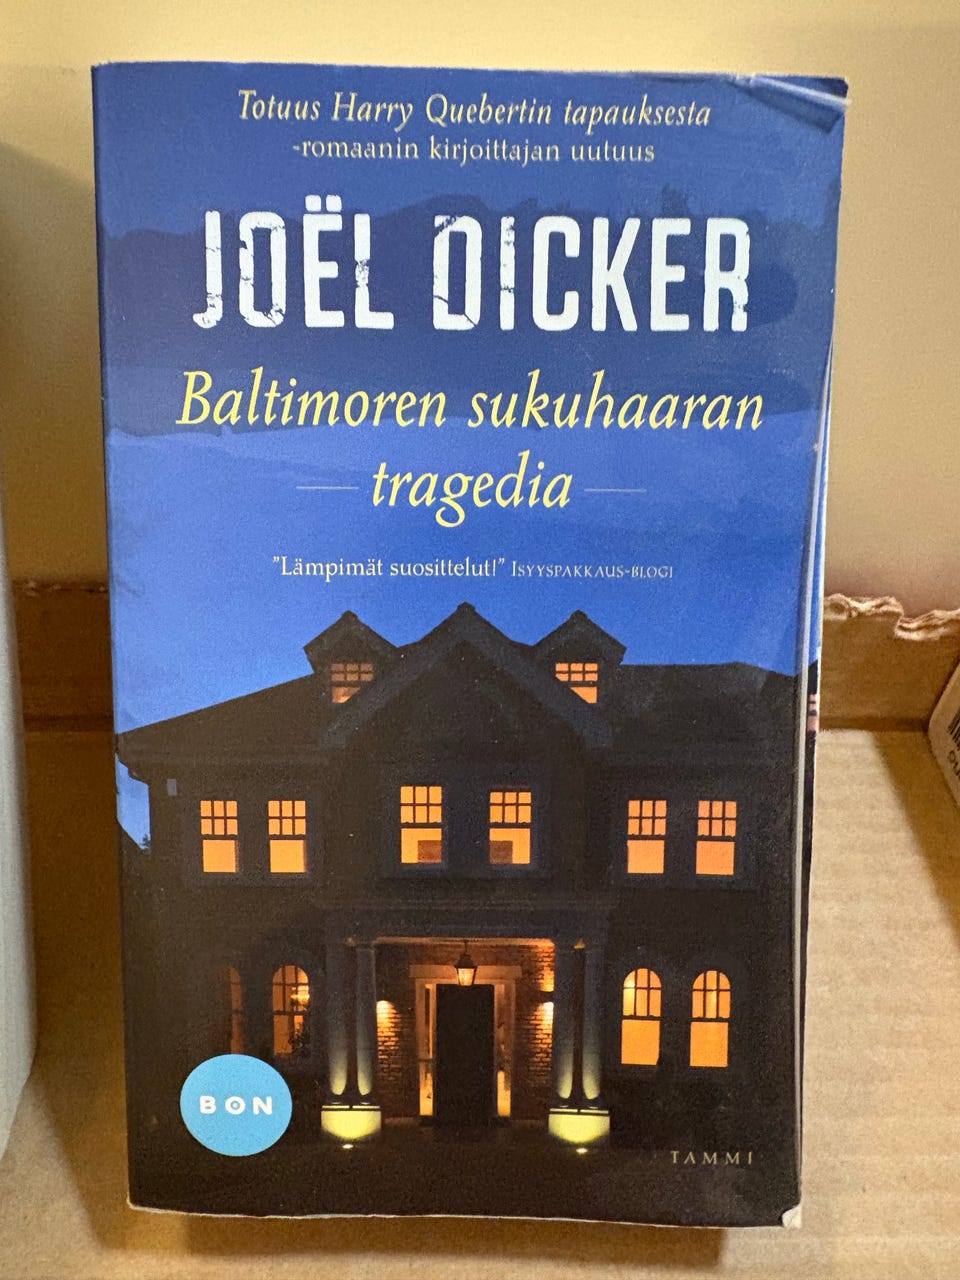 Totuus Harry Quebertin tapauksesta
-romaanin kirjoittajan uutuus
JOËL DICKER
Baltimoren sukuhaaran
tragedia
”Lämpimät suosittelut!” Isyyspakkaus-blogi
BON
TAMMI